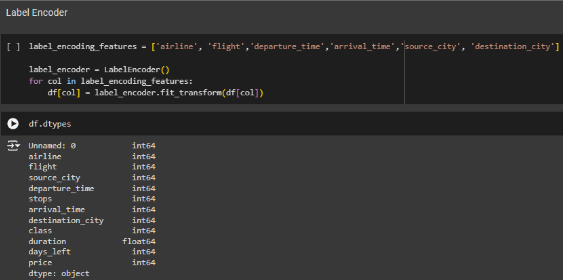 Label Encoder
[ ] label_encoding_features = ['airline', 'flight','departure_time','arrival_time','source_city', 'destination_city']
label_encoder = LabelEncoder()
for col in label_encoding_features:
df[col] = label_encoder.fit_transform(df[col])
df.dtypes
Unnamed: 0 int64
airline int64
flight int64
source_city int64
departure_time int64
stops int64
arrival_time int64
destination_city int64
class int64
duration float64
days_left int64
price int64
dtype: object